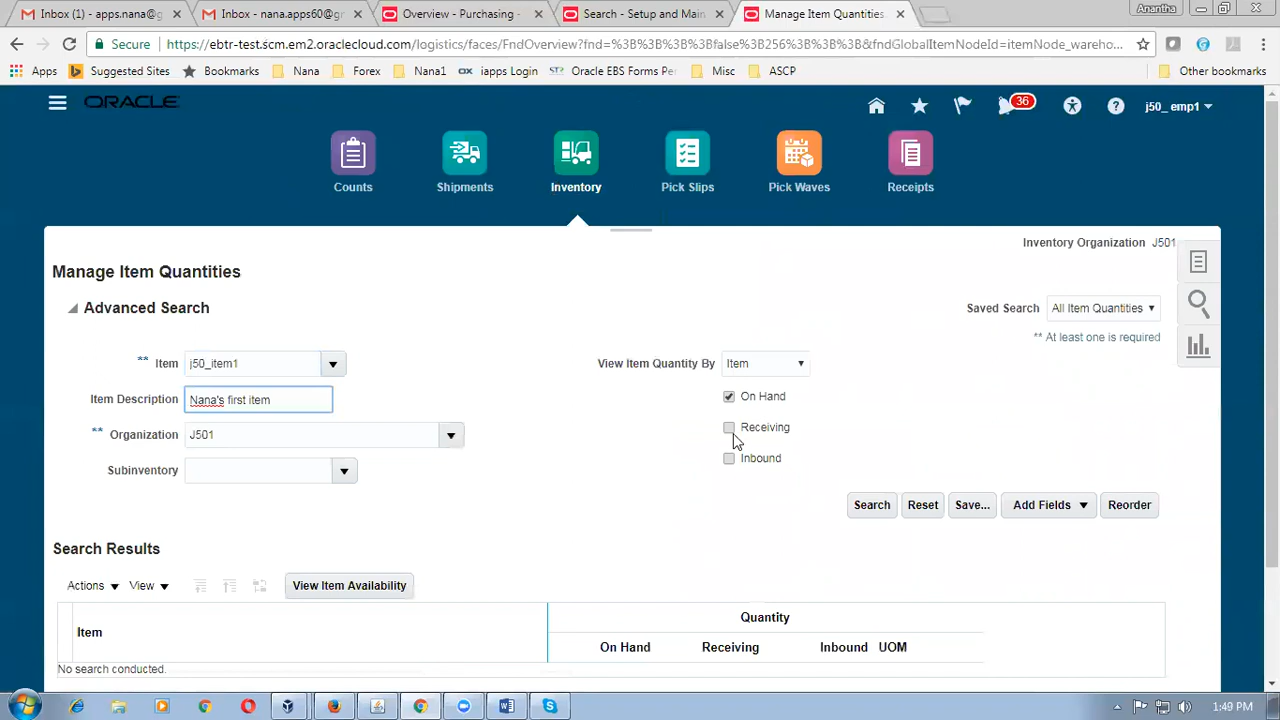 Inbox (1) - apps.nana@g
Inbox - nana.apps60@gr
Overview - Purchasing -
Search - Setup and Main
Manage Item Quantities
Anantha
Secure
https://ebtr-test.scm.em2.oraclecloud.com/logistics/faces/FndOverview?fnd=%3B%3B%3B%3Bfalse%3B256%3B%3B%3B&fndGlobalItemNodeId=itemNode_wareho...
Apps
Suggested Sites
Bookmarks
Nana
Forex
Nana1
iapps Login
Oracle EBS Forms Per
Misc
ASCP
Other bookmarks
ORACLE
36
j50_emp1
Counts
Shipments
Inventory
Pick Slips
Pick Waves
Receipts
Inventory Organization J501
Manage Item Quantities
Advanced Search
Saved Search All Item Quantities
** At least one is required
** Item j50_item1
View Item Quantity By Item
Item Description Nana's first item
On Hand
** Organization J501
Receiving
Subinventory
Inbound
Search Reset Save... Add Fields Reorder
Search Results
Actions View View Item Availability
Item
Quantity
On Hand Receiving Inbound UOM
No search conducted.
1:49 PM